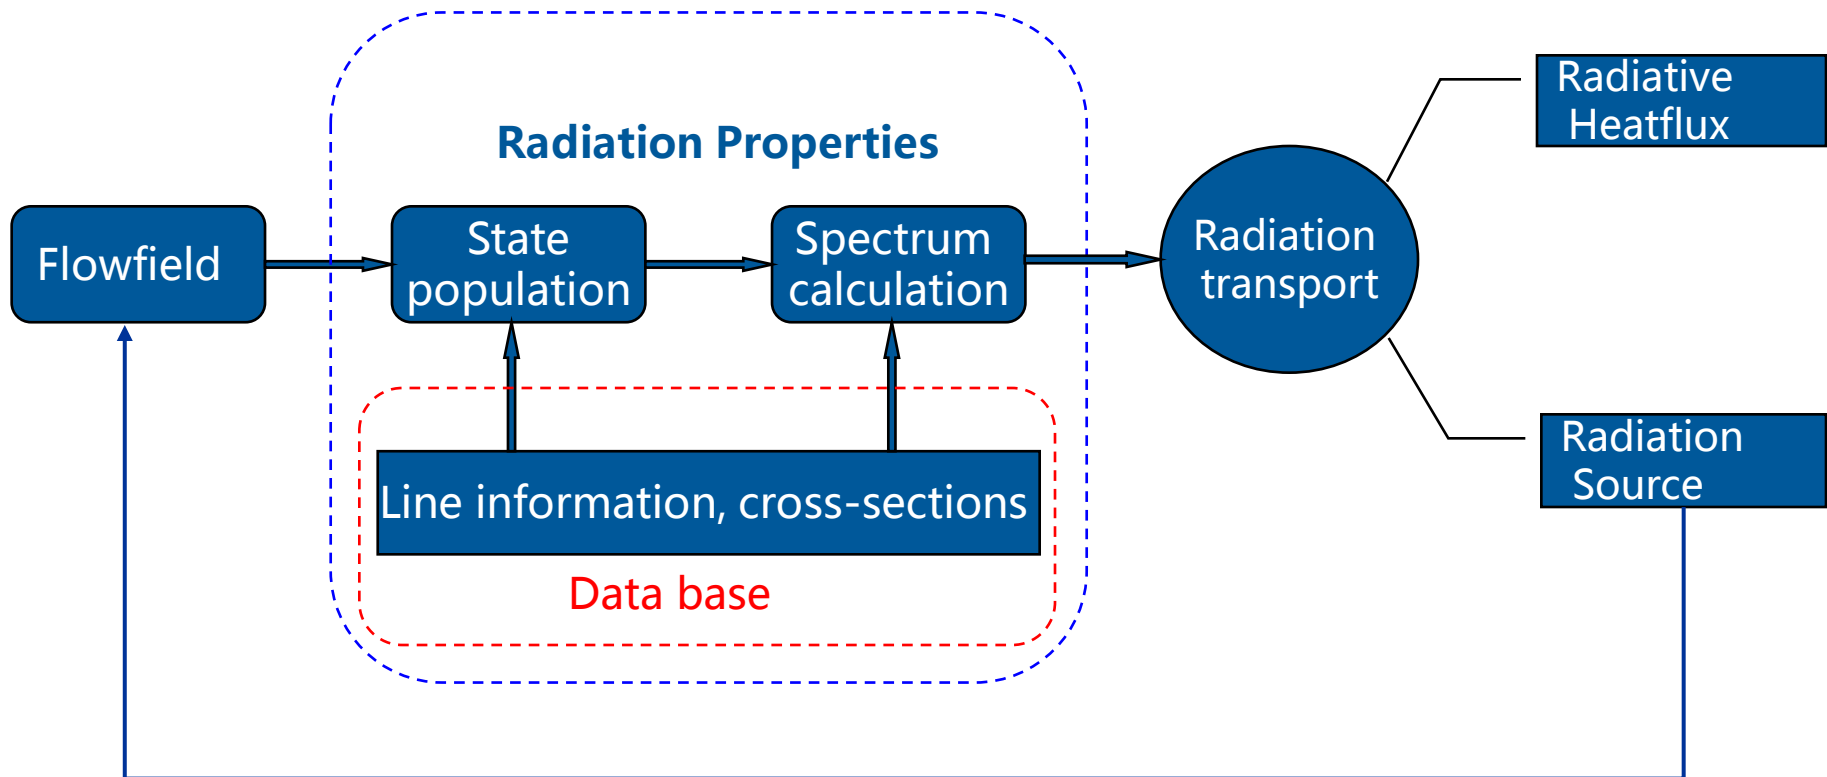 Radiation Properties
Flowfield
State
population
Spectrum
calculation
Line information, cross-sections
Data base
Radiation
transport
Radiative
Heatflux
Radiation
Source